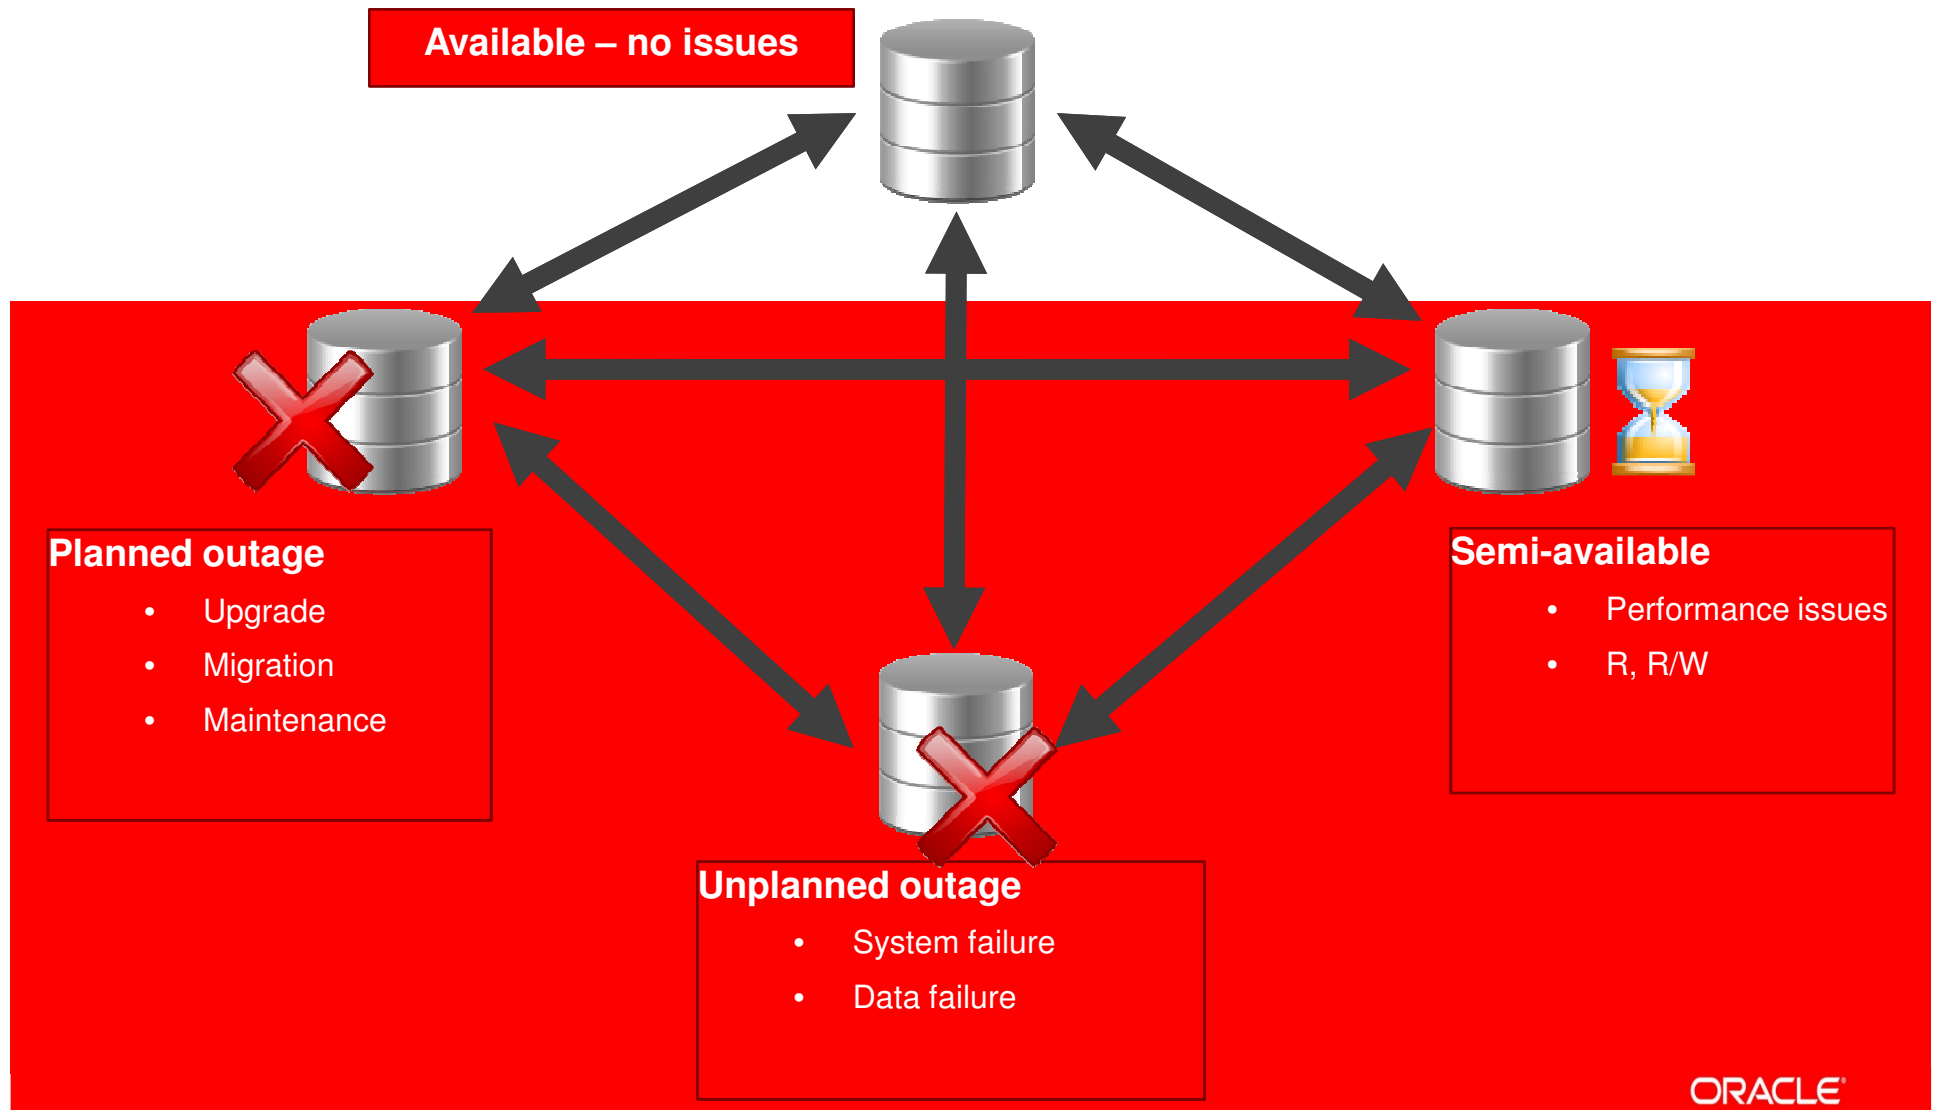 Available – no issues
Planned outage
• Upgrade
• Migration
• Maintenance
Semi-available
• Performance issues
• R, R/W
Unplanned outage
• System failure
• Data failure
ORACLE®